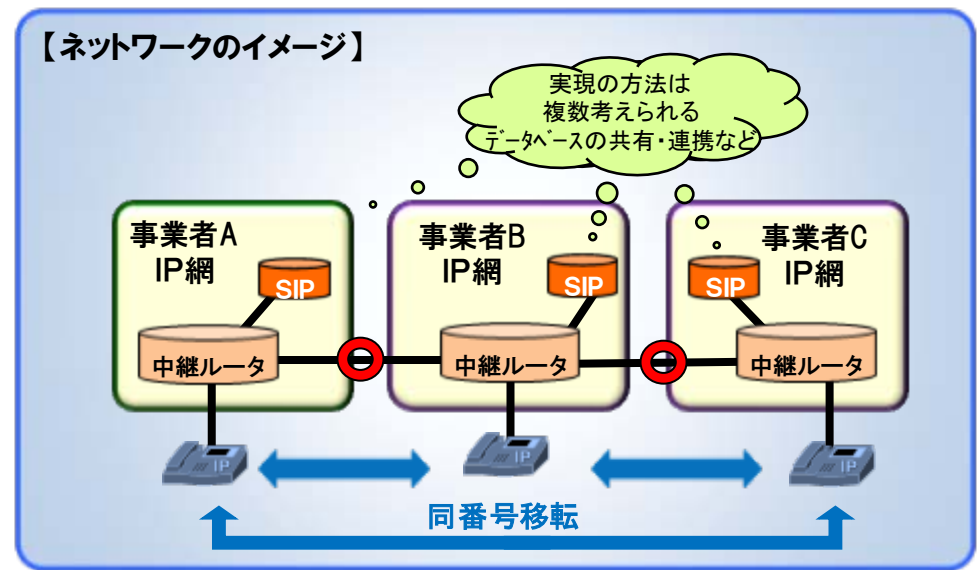 【ネットワークのイメージ】
実現の方法は
複数考えられる
データベースの共有・連携など
事業者A
IP網
SIP
中継ルータ
事業者B
IP網
SIP
中継ルータ
事業者C
IP網
SIP
中継ルータ
IP
IP
IP
同番号移転